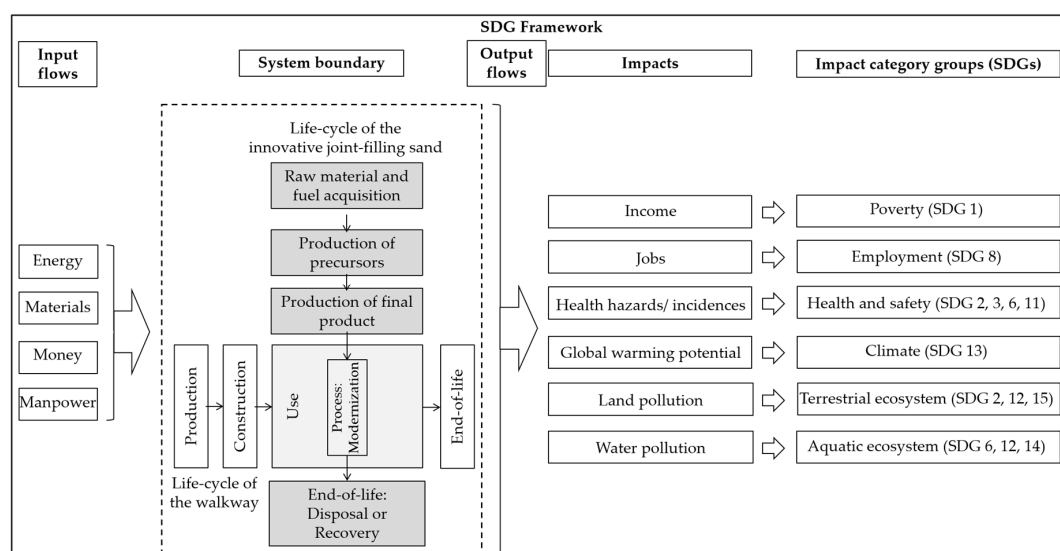 SDG Framework
Input
flows
System boundary
Output
flows
Impacts
Impact category groups (SDGs)
Energy
Materials
Money
Manpower
Life-cycle of the
innovative joint-filling sand
Raw material and
fuel acquisition
Production of
precursors
Production of final
product
Production
Construction
Use
Process:
Modernization
End-of-life
Life-cycle of
the walkway
End-of-life:
Disposal or
Recovery
Income
Poverty (SDG 1)
Jobs
Employment (SDG 8)
Health hazards/ incidences
Health and safety (SDG 2, 3, 6, 11)
Global warming potential
Climate (SDG 13)
Land pollution
Terrestrial ecosystem (SDG 2, 12, 15)
Water pollution
Aquatic ecosystem (SDG 6, 12, 14)